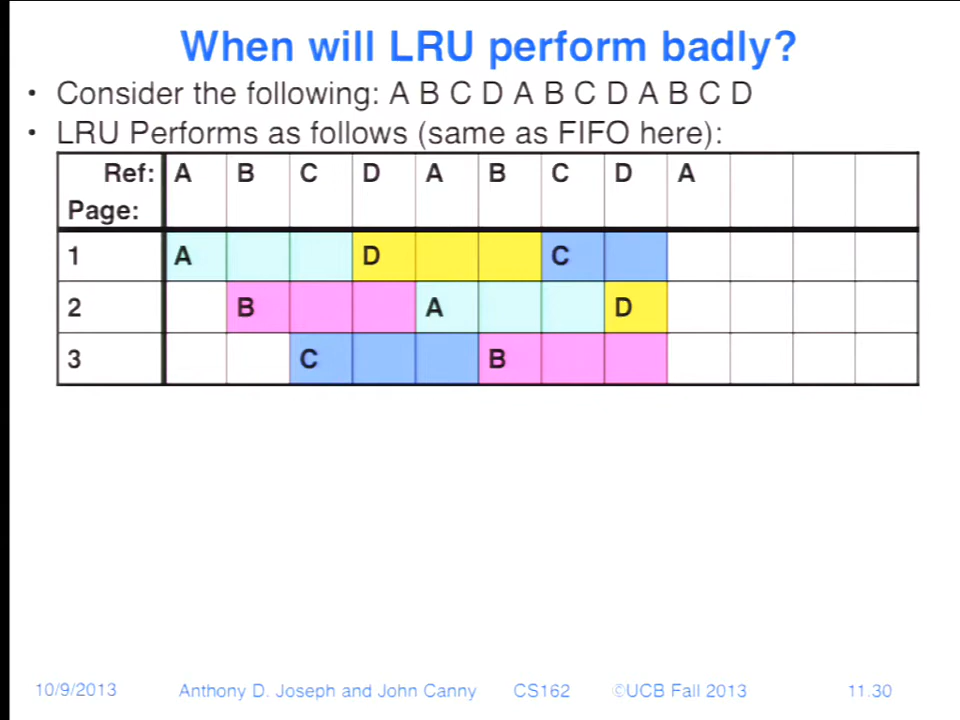 When will LRU perform badly?
• Consider the following: A B C D A B C D A B C D
• LRU Performs as follows (same as FIFO here):
Ref: A B C D A B C D A
Page:
1 A D C
2 B A D
3 C B
10/9/2013 Anthony D. Joseph and John Canny CS162 ©UCB Fall 2013 11.30